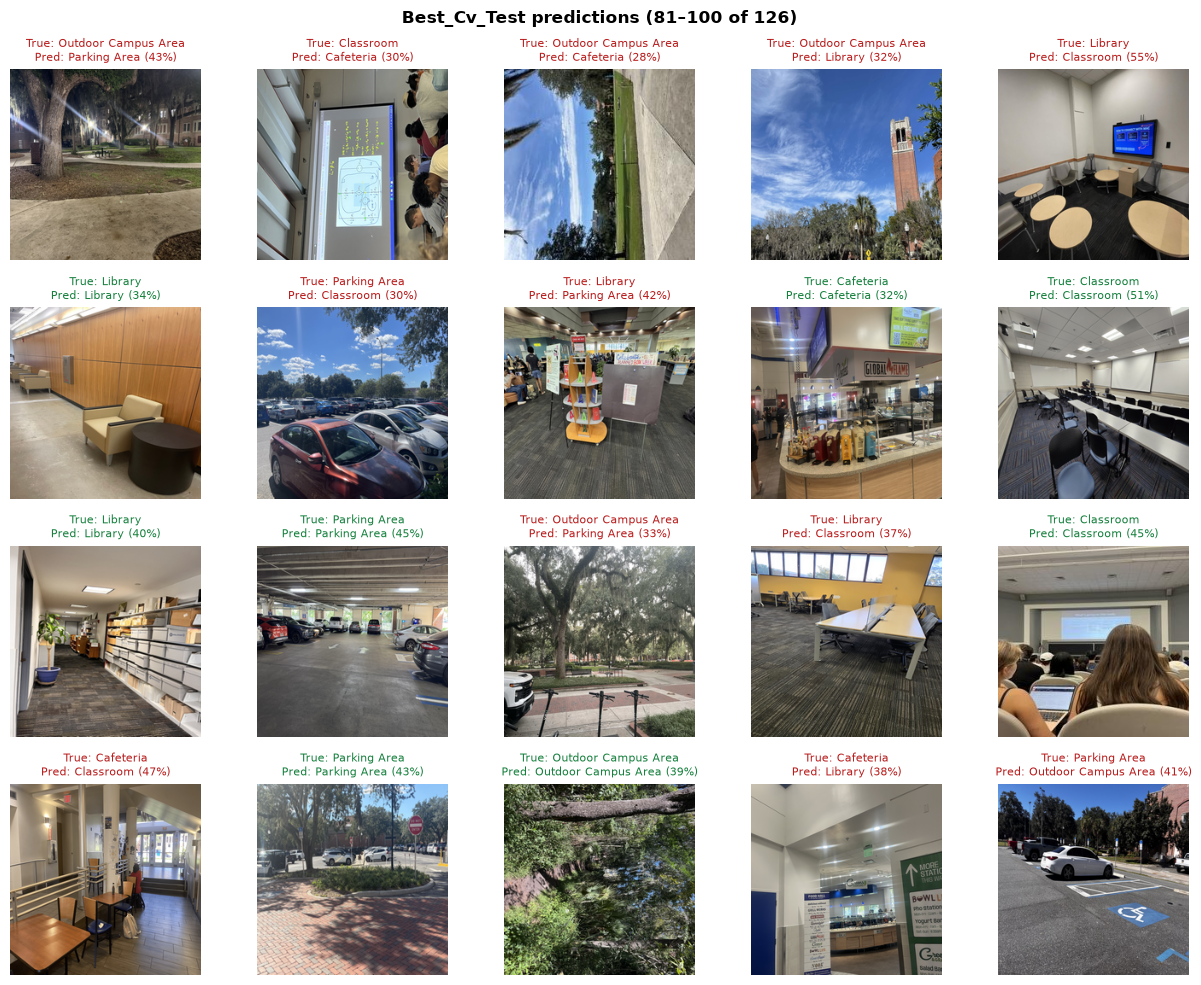 Best_Cv_Test predictions (81–100 of 126)
True: Outdoor Campus Area
Pred: Parking Area (43%)
True: Classroom
Pred: Cafeteria (30%)
True: Outdoor Campus Area
Pred: Cafeteria (28%)
True: Outdoor Campus Area
Pred: Library (32%)
True: Library
Pred: Classroom (55%)
True: Library
Pred: Library (34%)
True: Parking Area
Pred: Classroom (30%)
True: Library
Pred: Parking Area (42%)
True: Cafeteria
Pred: Cafeteria (32%)
GLOBAL FLAME
True: Classroom
Pred: Classroom (51%)
True: Library
Pred: Library (40%)
True: Parking Area
Pred: Parking Area (45%)
True: Outdoor Campus Area
Pred: Parking Area (33%)
True: Library
Pred: Classroom (37%)
True: Classroom
Pred: Classroom (45%)
True: Cafeteria
Pred: Classroom (47%)
True: Parking Area
Pred: Parking Area (43%)
True: Outdoor Campus Area
Pred: Outdoor Campus Area (39%)
True: Cafeteria
Pred: Library (38%)
MORE
True: Parking Area
Pred: Outdoor Campus Area (41%)